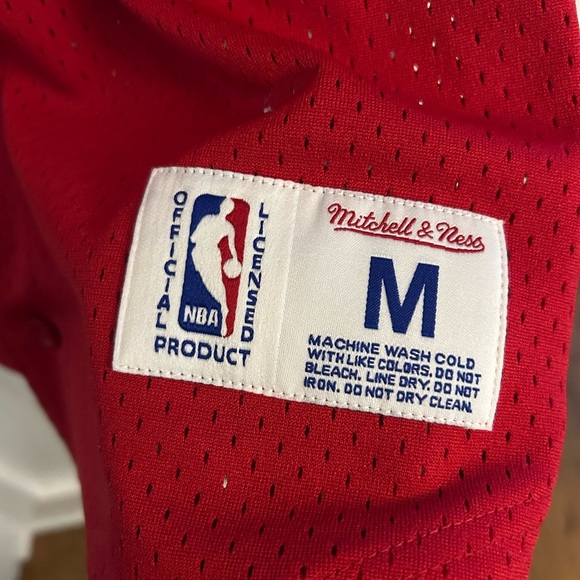 OFFICIAL
LICENSED
NBA
PRODUCT
Mitchell & Ness
M
MACHINE WASH COLD
WITH LIKE COLORS. DO NOT
BLEACH. LINE DRY. DO NOT
IRON. DO NOT DRY CLEAN.